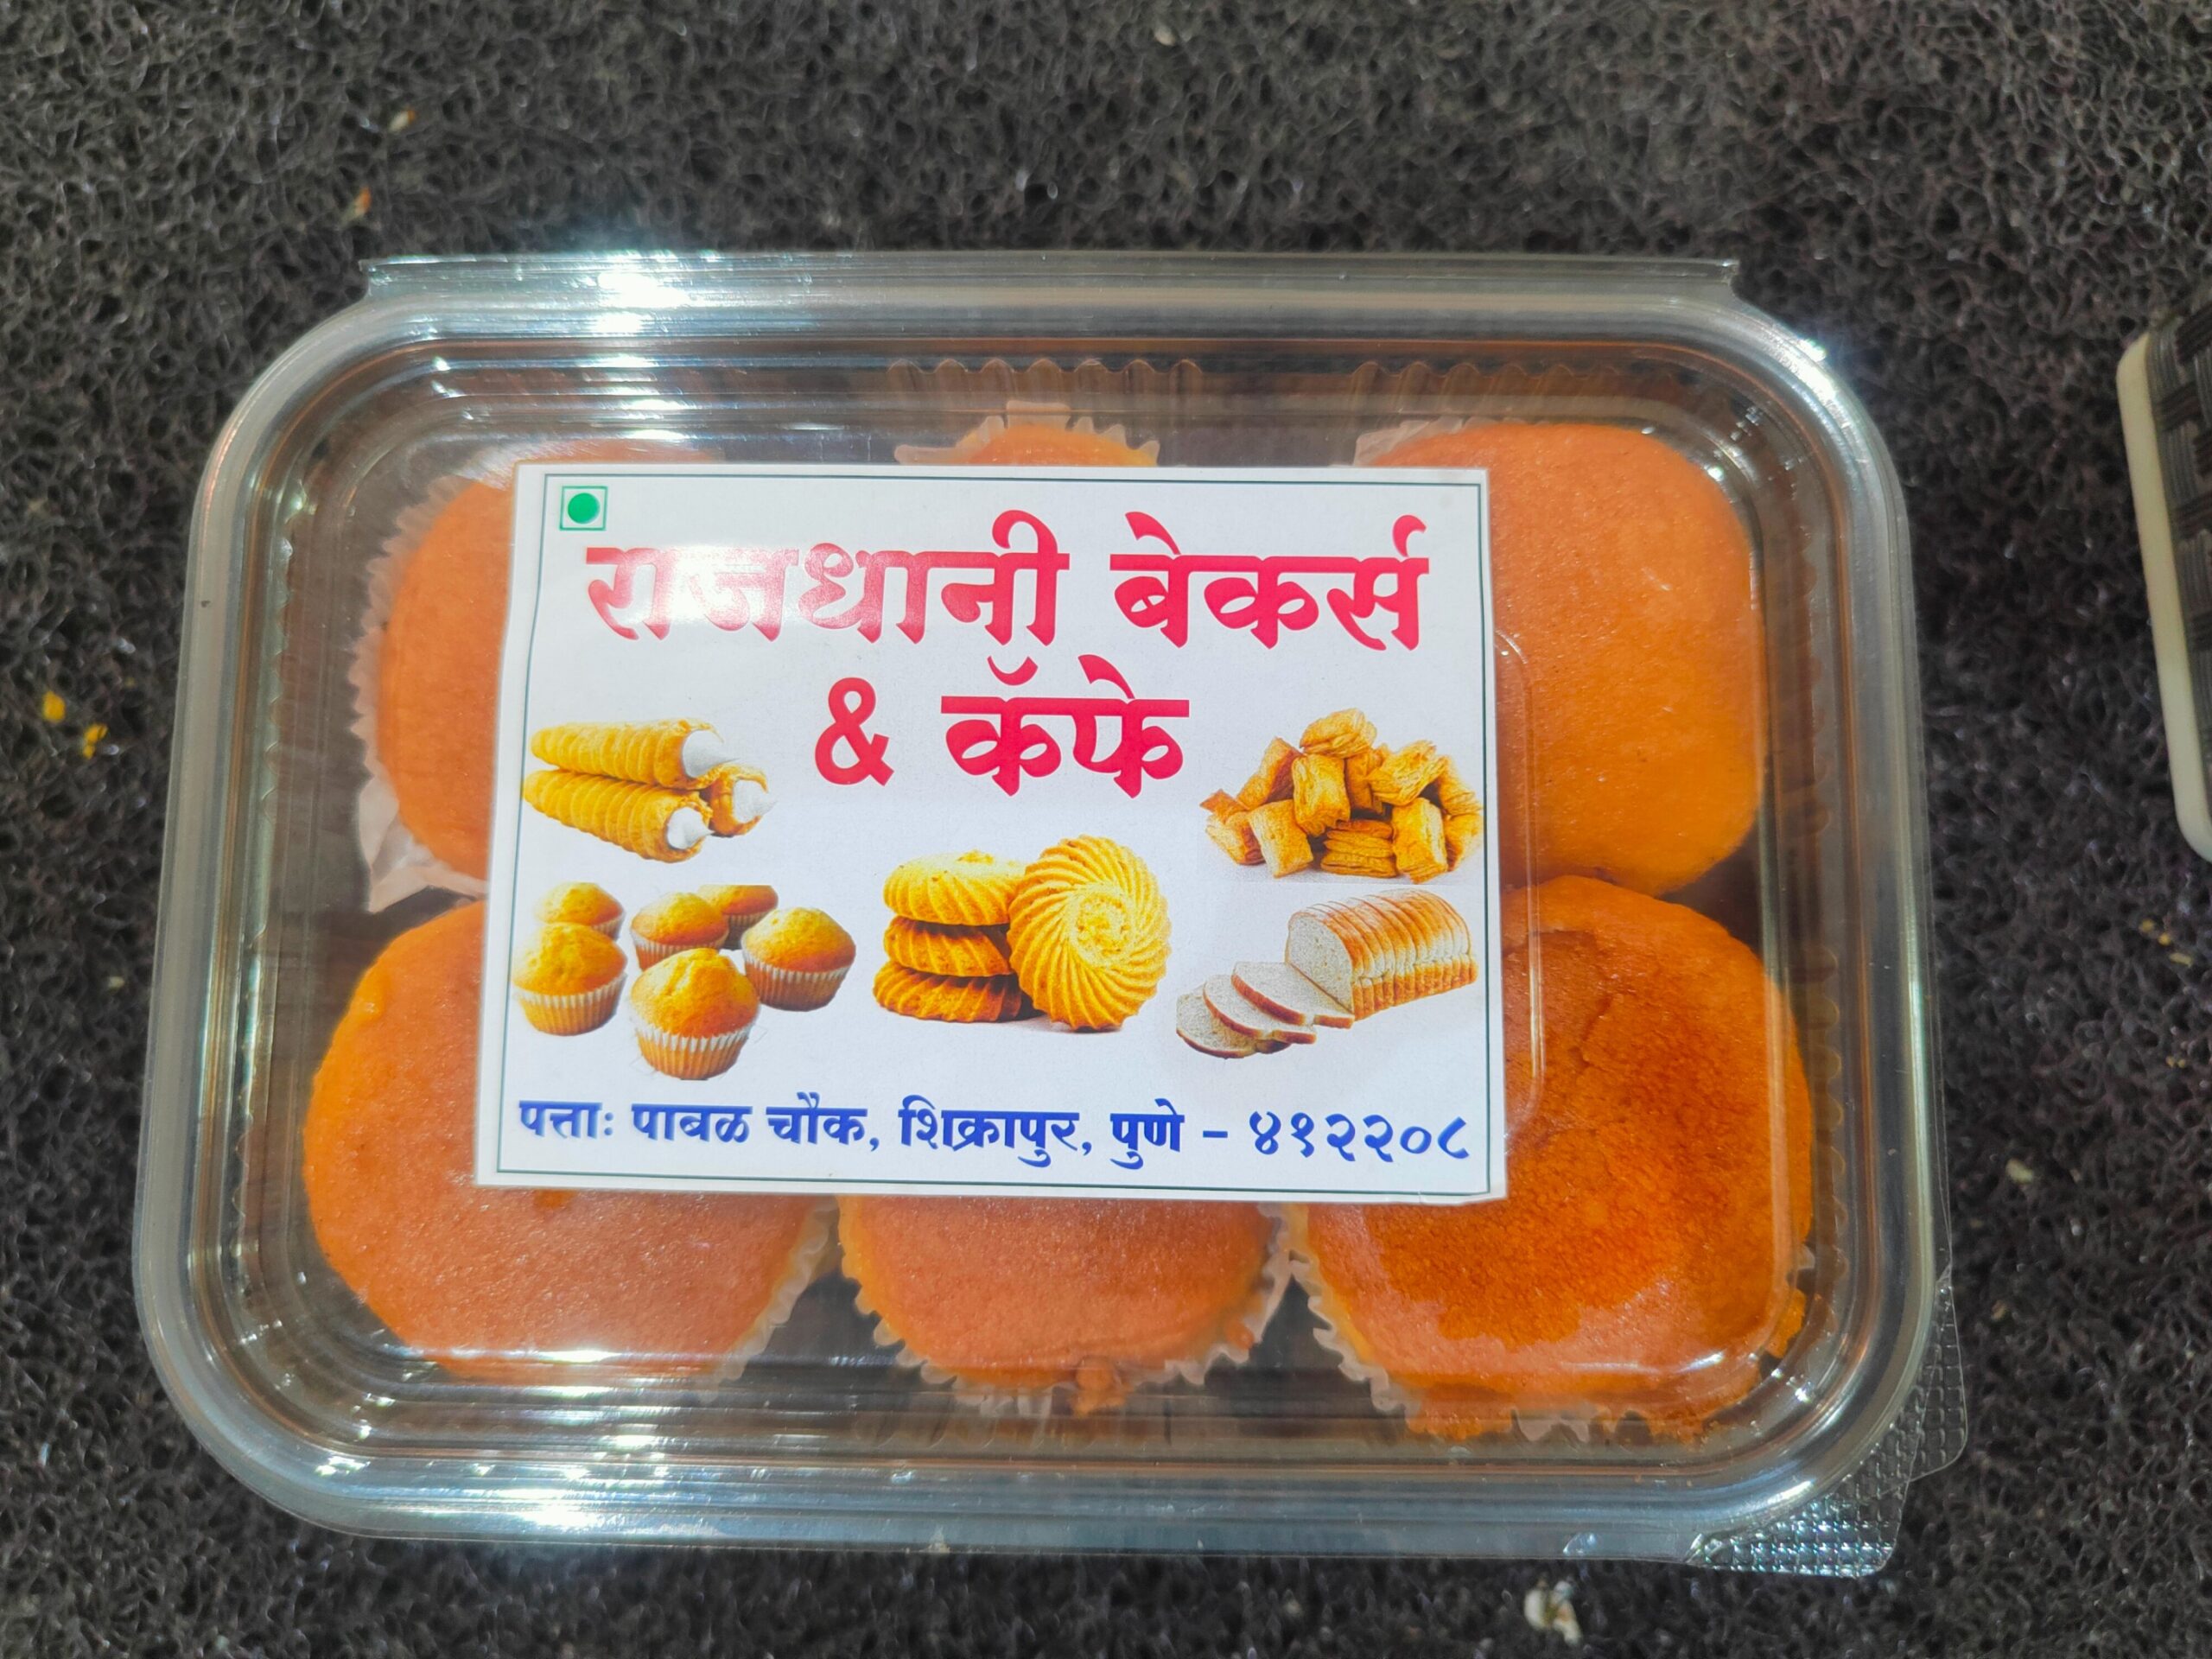 राजधानी बेकर्स
& कॅफे
पत्ताः पाबळ चौक, शिक्रापुर, पुणे - ४१२२०८